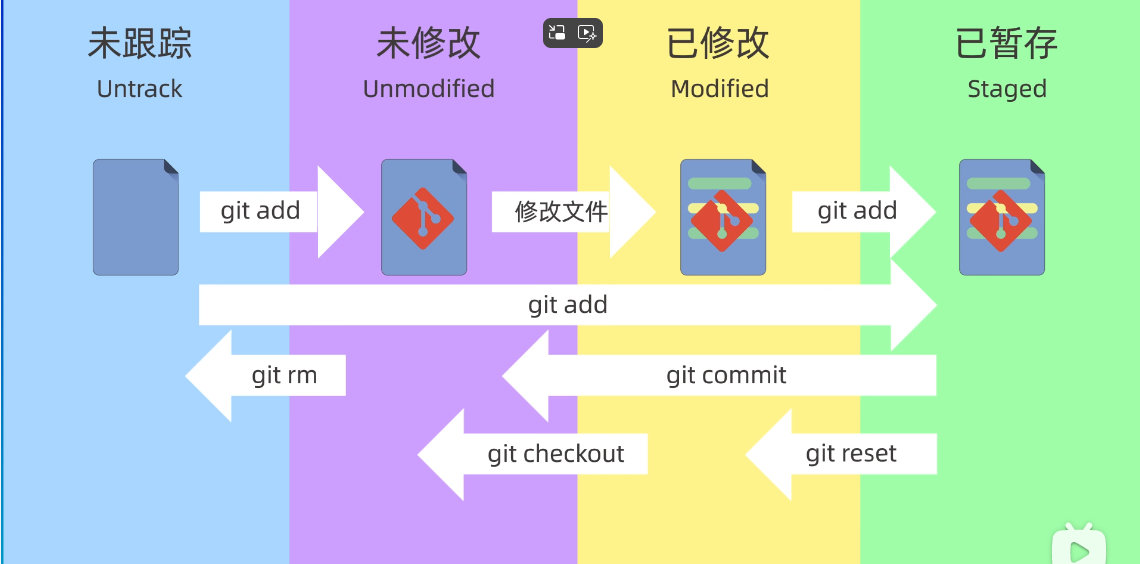 未跟踪
未修改
已修改
已暂存
Untrack
Unmodified
Modified
Staged
git add
修改文件
git add
git add
git rm
git commit
git checkout
git reset